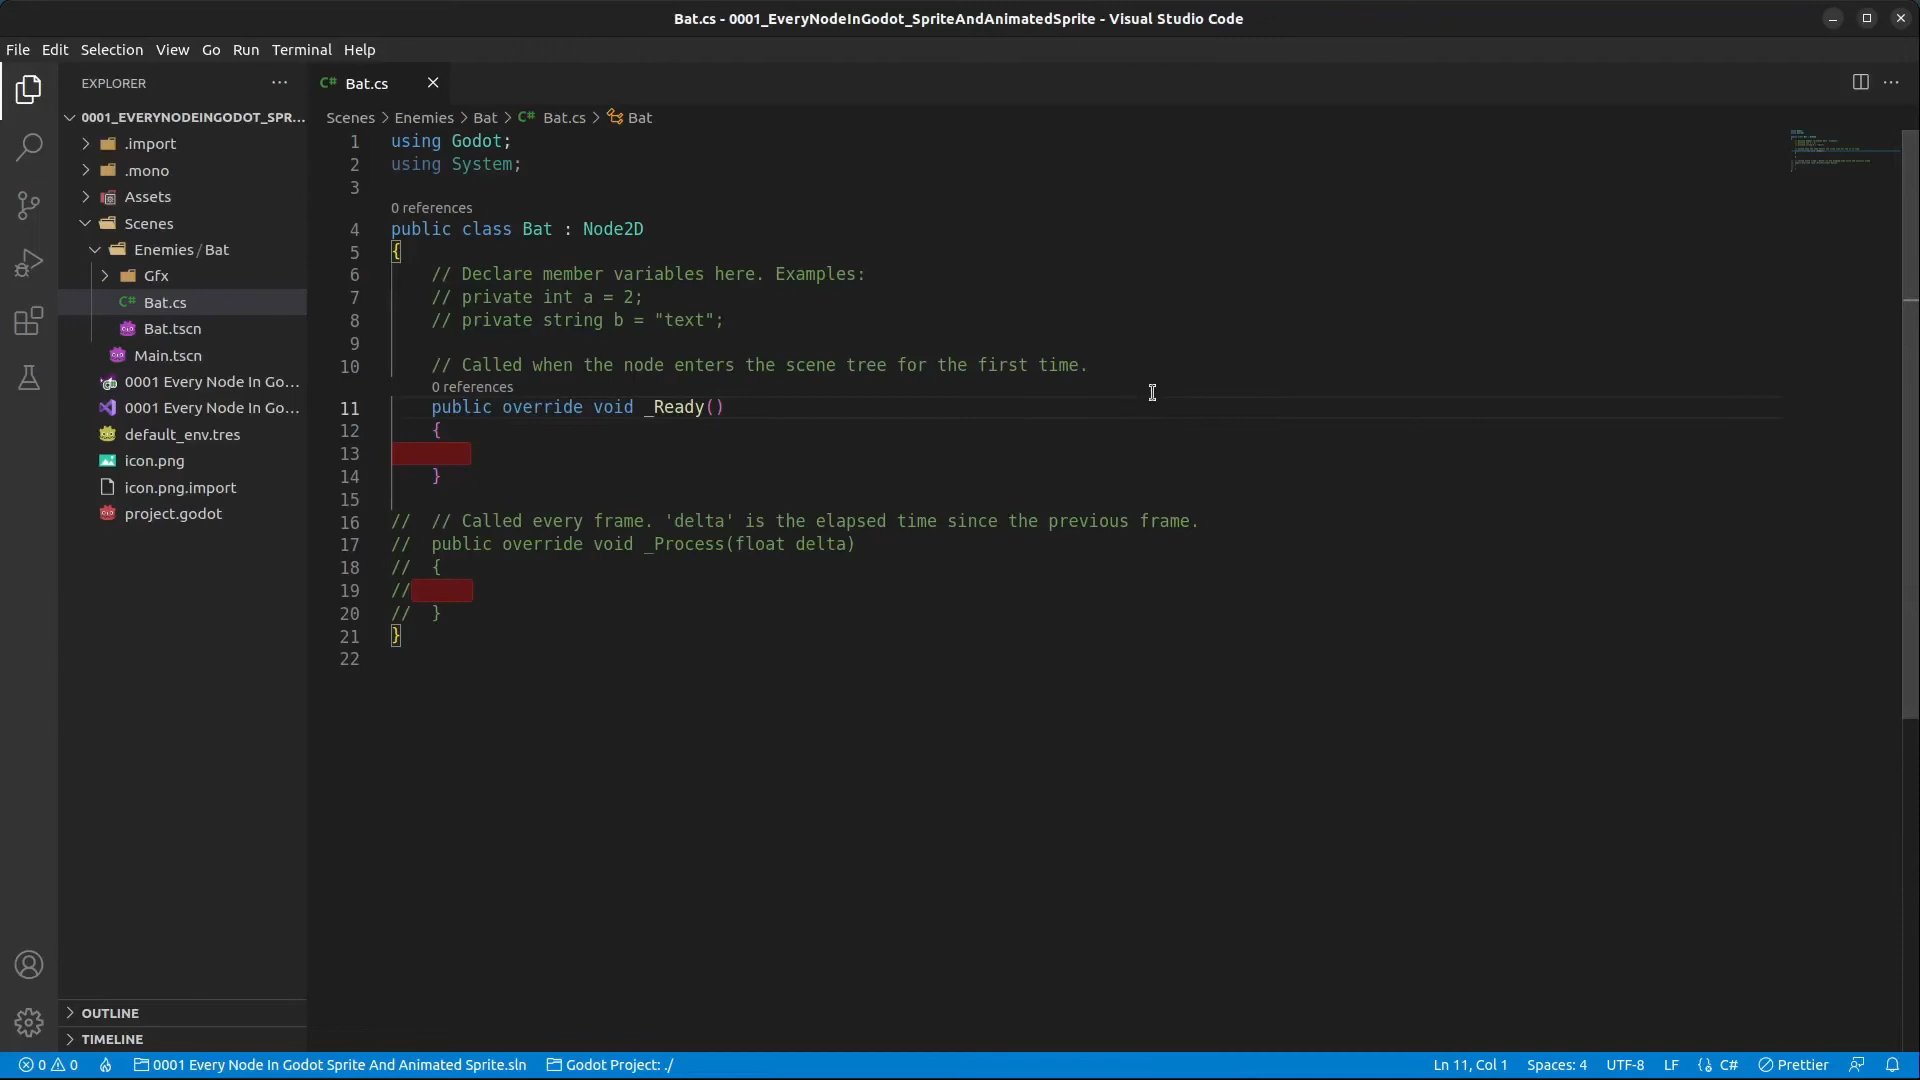 Bat.cs - 0001_EveryNodeInGodot_SpriteAndAnimatedSprite - Visual Studio Code
File Edit Selection View Go Run Terminal Help
EXPLORER
0001_EVERYNODEINGODOT_SPR...
.import
.mono
Assets
Scenes
Enemies / Bat
Gfx
Bat.cs
Bat.tscn
Main.tscn
0001 Every Node In Go...
0001 Every Node In Go...
default_env.tres
icon.png
icon.png.import
project.godot
OUTLINE
TIMELINE
C# Bat.cs
Scenes > Enemies > Bat > C# Bat.cs > Bat
1 using Godot;
2 using System;
3
0 references
4 public class Bat : Node2D
5 {
6 // Declare member variables here. Examples:
7 // private int a = 2;
8 // private string b = "text";
9
10 // Called when the node enters the scene tree for the first time.
0 references
11 public override void _Ready()
12 {
13
14 }
15
16 // // Called every frame. 'delta' is the elapsed time since the previous frame.
17 // public override void _Process(float delta)
18 // {
19 //
20 // }
21 }
22
0 0 0001 Every Node In Godot Sprite And Animated Sprite.sln Godot Project: ./ Ln 11, Col 1 Spaces: 4 UTF-8 LF {} C# Prettier